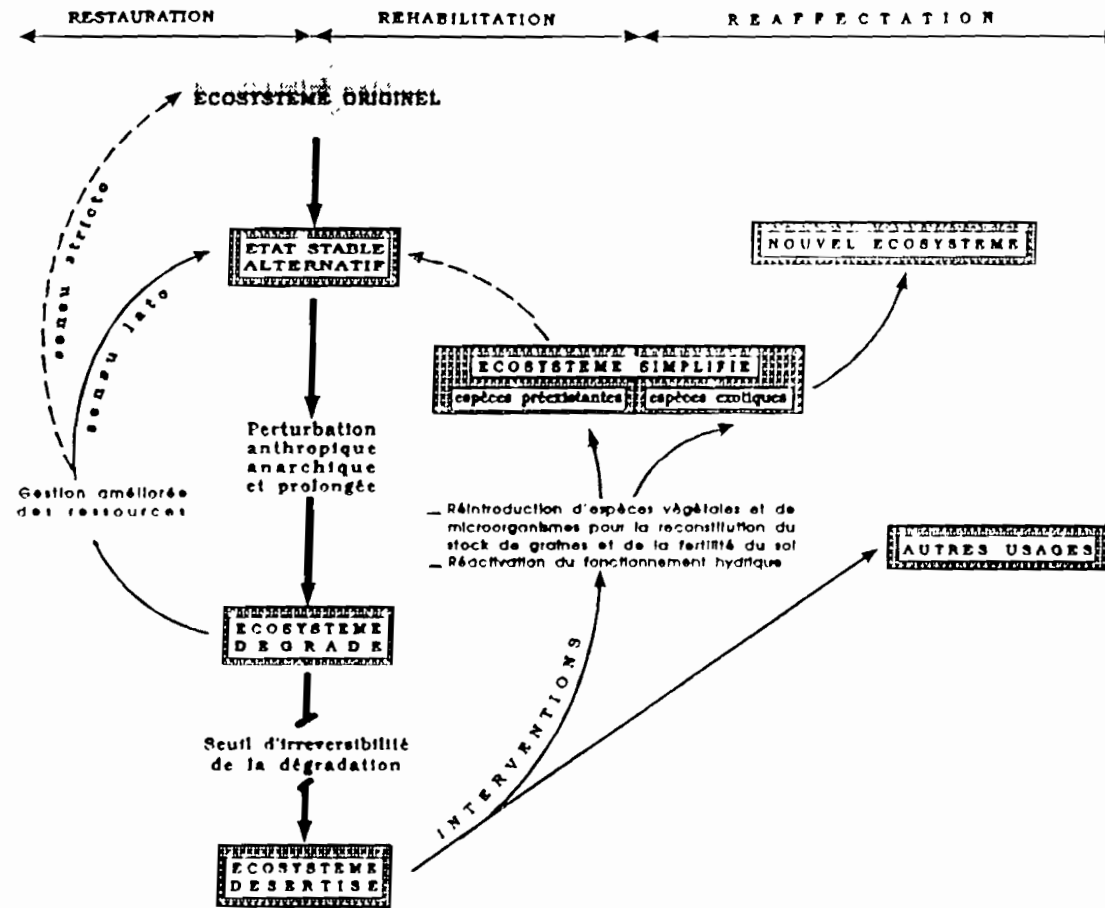 RESTAURATION
REHABILITATION
REAFFECTATION
ECOSYSTEME ORIGINEL
sensu stricto
sensu lato
ETAT STABLE
ALTERNATIF
NOUVEL ECOSYSTEME
ECOSYSTEME SIMPLIFIE
espèces préexistantes
espèces exotiques
Perturbation
anthropique
anarchique
et prolongée
Gestion améliorée
des ressources
_ Réintroduction d'espèces végétales et de
microorganismes pour la reconstitution du
stock de graines et de la fertilité du sol
_ Réactivation du fonctionnement hydrique
AUTRES USAGES
ECOSYSTEME
DEGRADE
INTERVENTIONS
Seuil d'irreversibilité
de la dégradation
ECOSYSTEME
DESERTISE